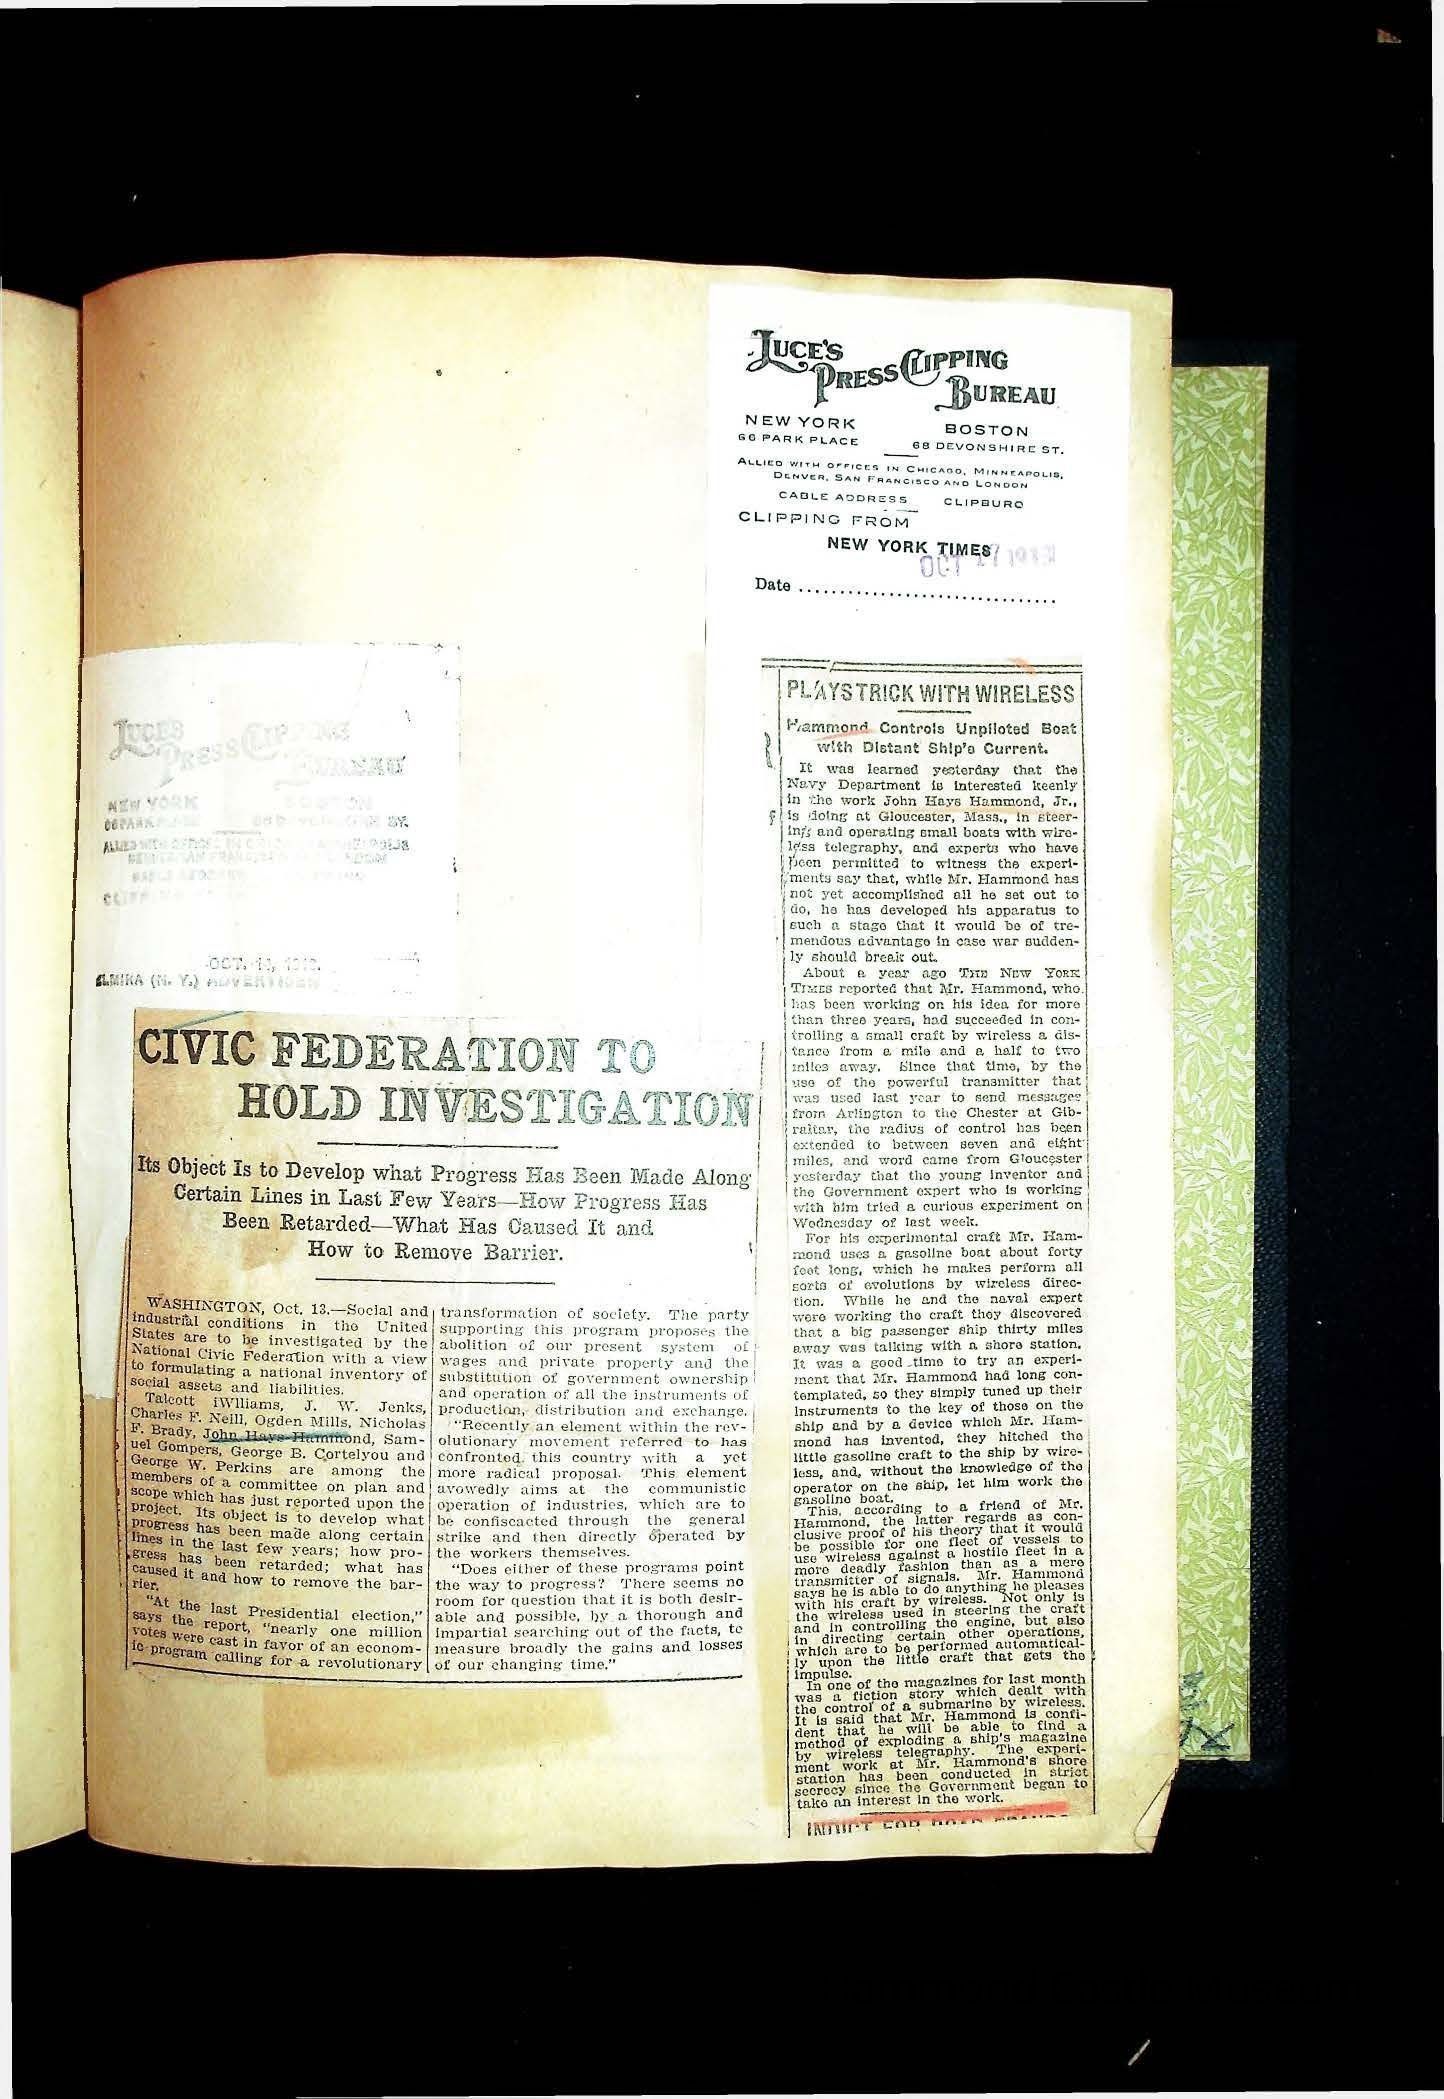 LUCE'S
PRESS CLIPPING
BUREAU
NEW YORK
BOSTON
OCT. 13, 1913.
ELMIRA (N. Y.) ADVERTISER
CIVIC FEDERATION TO
HOLD INVESTIGATION
Its Object Is to Develop what Progress Has Been Made Along
Certain Lines in Last Few Years—How Progress Has
Been Retarded—What Has Caused It and
How to Remove Barrier.
WASHINGTON, Oct. 13.—Social and
industrial conditions in the United
States are to be investigated by the
National Civic Federation with a view
to formulating a national inventory of
social assets and liabilities.
Talcott iWlliams, J. W. Jenks,
Charles F. Neill, Ogden Mills, Nicholas
F. Brady, John Hays Hammond, Sam-
uel Gompers, George B. Cortelyou and
George W. Perkins are among the
members of a committee on plan and
scope which has just reported upon the
project. Its object is to develop what
progress has been made along certain
lines in the last few years; how pro-
gress has been retarded; what has
caused it and how to remove the bar-
rier.
"At the last Presidential election,"
says the report, "nearly one million
votes were cast in favor of an econom-
ic program calling for a revolutionary
transformation of society. The party
supporting this program proposes the
abolition of our present system of
wages and private property and the
substitution of government ownership
and operation of all the instruments of
production, distribution and exchange.
"Recently an element within the rev-
olutionary movement referred to has
confronted this country with a yet
more radical proposal. This element
avowedly aims at the communistic
operation of industries, which are to
be confiscated through the general
strike and then directly operated by
the workers themselves.
"Does either of these programs point
the way to progress? There seems no
room for question that it is both desir-
able and possible, by a thorough and
impartial searching out of the facts, to
measure broadly the gains and losses
of our changing time."
LUCE'S
PRESS CLIPPING
BUREAU
NEW YORK
66 PARK PLACE
BOSTON
68 DEVONSHIRE ST.
ALLIED WITH OFFICES IN CHICAGO, MINNEAPOLIS,
DENVER, SAN FRANCISCO AND LONDON
CABLE ADDRESS CLIPBURO
CLIPPING FROM
NEW YORK TIMES
OCT 17 1913
Date
PLAYS TRICK WITH WIRELESS
Hammond Controls Unpiloted Boat
with Distant Ship's Current.
It was learned yesterday that the
Navy Department is interested keenly
in the work John Hays Hammond, Jr.,
is doing at Gloucester, Mass., in steer-
ing and operating small boats with wire-
less telegraphy, and experts who have
been permitted to witness the experi-
ments say that, while Mr. Hammond has
not yet accomplished all he set out to
do, he has developed his apparatus to
such a stage that it would be of tre-
mendous advantage in case war sudden-
ly should break out.
About a year ago THE NEW YORK
TIMES reported that Mr. Hammond, who
has been working on his idea for more
than three years, had succeeded in con-
trolling a small craft by wireless a dis-
tance from a mile and a half to two
miles away. Since that time, by the
use of the powerful transmitter that
was used last year to send messages
from Arlington to the Chester at Gib-
raltar, the radius of control has been
extended to between seven and eight
miles, and word came from Gloucester
yesterday that the young inventor and
the Government expert who is working
with him tried a curious experiment on
Wednesday of last week.
For his experimental craft Mr. Ham-
mond uses a gasoline boat about forty
feet long, which he makes perform all
sorts of evolutions by wireless direc-
tion. While he and the naval expert
were working the craft they discovered
that a big passenger ship thirty miles
away was talking with a shore station.
It was a good time to try an experi-
ment that Mr. Hammond had long con-
templated, so they simply tuned up their
instruments to the key of those on the
ship and by a device which Mr. Ham-
mond has invented, they hitched the
little gasoline craft to the ship by wire-
less, and, without the knowledge of the
operator on the ship, let him work the
gasoline boat.
This, according to a friend of Mr.
Hammond, the latter regards as con-
clusive proof of his theory that it would
be possible for one fleet of vessels to
use wireless against a hostile fleet in a
more deadly fashion than as a mere
transmitter of signals. Mr. Hammond
says he is able to do anything he pleases
with his craft by wireless. Not only is
the wireless used in steering the craft
and in controlling the engine, but also
in directing certain other operations,
which are to be performed automatical-
ly upon the little craft that gets the
impulse.
In one of the magazines for last month
was a fiction story which dealt with
the control of a submarine by wireless.
It is said that Mr. Hammond is confi-
dent that he will be able to find a
method of exploding a ship's magazine
by wireless telegraphy. The experi-
ment work at Mr. Hammond's shore
station has been conducted in strict
secrecy since the Government began to
take an interest in the work.